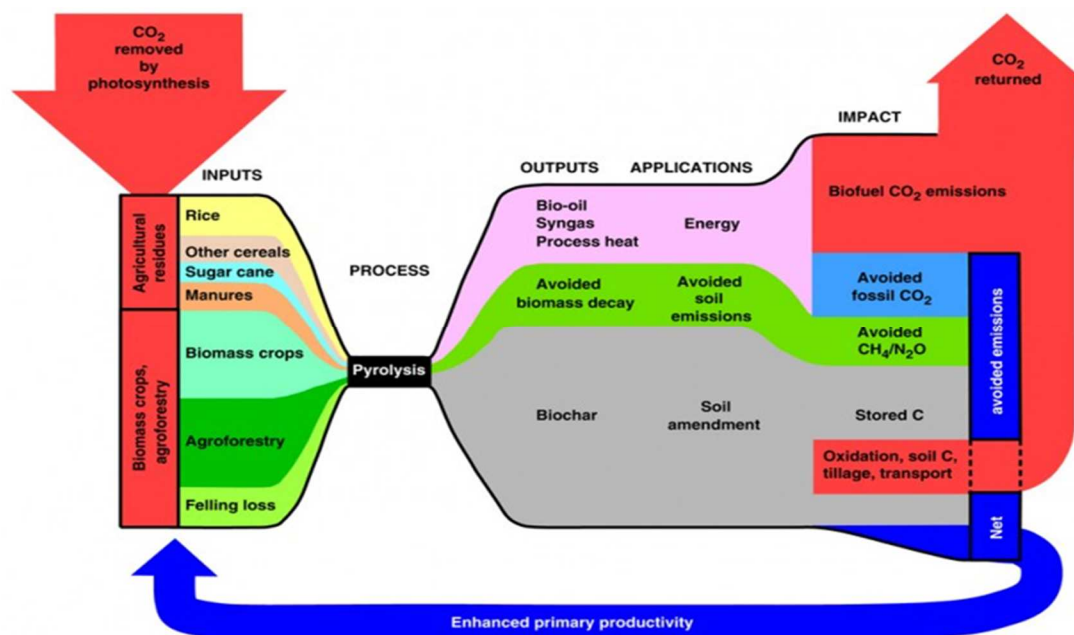 CO₂
removed
by
photosynthesis
CO₂
returned
IMPACT
INPUTS
OUTPUTS
APPLICATIONS
PROCESS
Agricultural
residues
Biomass crops,
agroforestry
Rice
Other cereals
Sugar cane
Manures
Biomass crops
Agroforestry
Felling loss
Pyrolysis
Bio-oil
Syngas
Process heat
Energy
Avoided
biomass decay
Avoided
soil
emissions
Biochar
Soil
amendment
Biofuel CO₂ emissions
Avoided
fossil CO₂
Avoided
CH₄/N₂O
Stored C
Oxidation, soil C,
tillage, transport
avoided emissions
Net
Enhanced primary productivity